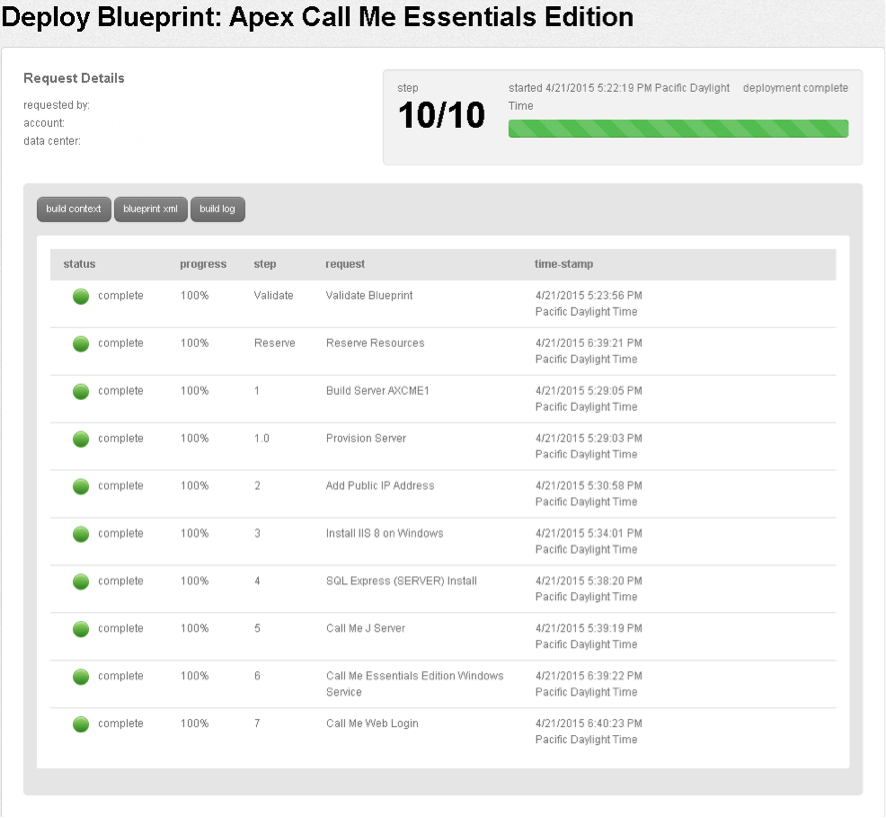 Deploy Blueprint: Apex Call Me Essentials Edition
Request Details
requested by:
account:
data center:
step
10/10
started 4/21/2015 5:22:19 PM Pacific Daylight Time
deployment complete
build context blueprint xml build log
status progress step request time-stamp
complete 100% Validate Validate Blueprint 4/21/2015 5:23:56 PM
Pacific Daylight Time
complete 100% Reserve Reserve Resources 4/21/2015 6:39:21 PM
Pacific Daylight Time
complete 100% 1 Build Server AXCME1 4/21/2015 5:29:05 PM
Pacific Daylight Time
complete 100% 1.0 Provision Server 4/21/2015 5:29:03 PM
Pacific Daylight Time
complete 100% 2 Add Public IP Address 4/21/2015 5:30:58 PM
Pacific Daylight Time
complete 100% 3 Install IIS 8 on Windows 4/21/2015 5:34:01 PM
Pacific Daylight Time
complete 100% 4 SQL Express (SERVER) Install 4/21/2015 5:38:20 PM
Pacific Daylight Time
complete 100% 5 Call Me J Server 4/21/2015 5:39:19 PM
Pacific Daylight Time
complete 100% 6 Call Me Essentials Edition Windows 4/21/2015 6:39:22 PM
Service Pacific Daylight Time
complete 100% 7 Call Me Web Login 4/21/2015 6:40:23 PM
Pacific Daylight Time